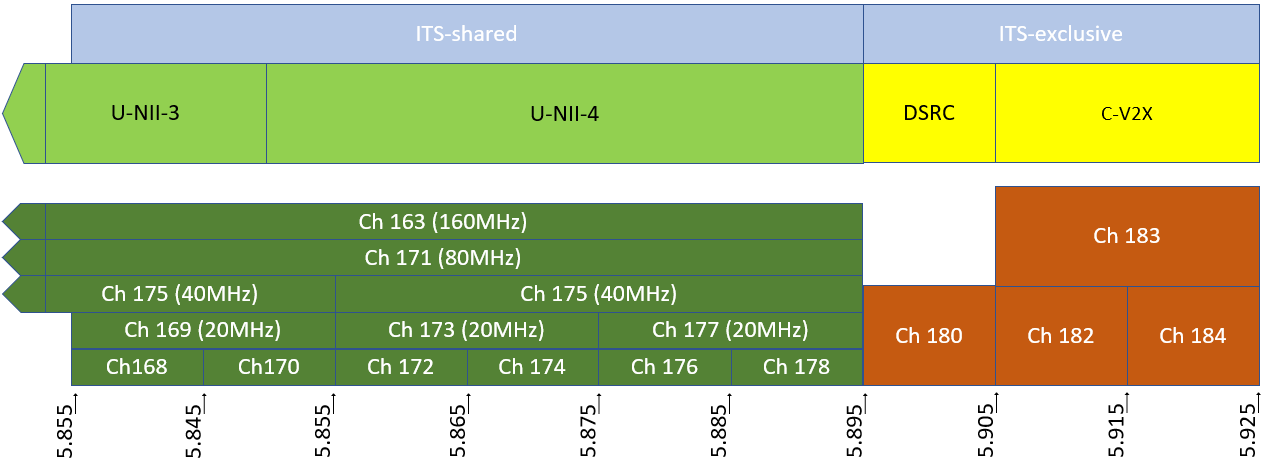 ITS-shared ITS-exclusive
U-NII-3 U-NII-4 DSRC C-V2X
Ch 163 (160MHz)
Ch 183
Ch 171 (80MHz)
Ch 175 (40MHz) Ch 175 (40MHz)
Ch 169 (20MHz) Ch 173 (20MHz) Ch 177 (20MHz)
Ch 180 Ch 182 Ch 184
Ch168 Ch170 Ch 172 Ch 174 Ch 176 Ch 178
5.855 5.845 5.855 5.865 5.875 5.885 5.895 5.905 5.915 5.925